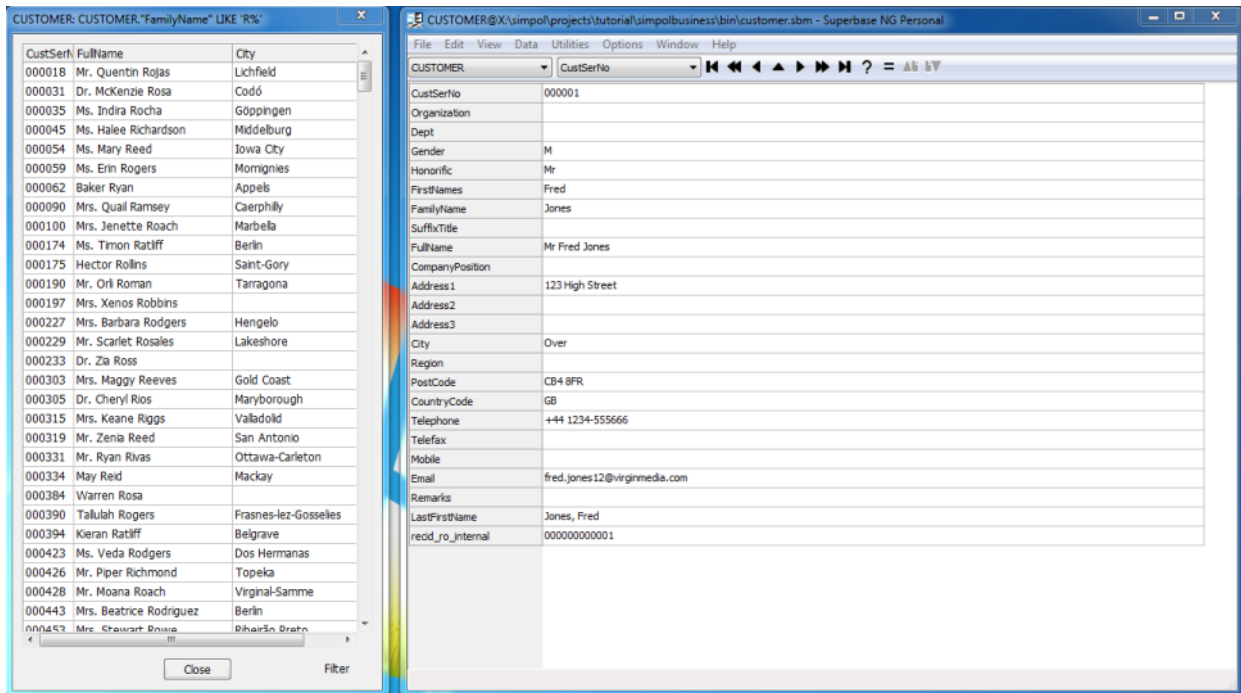 CUSTOMER: CUSTOMER."FamilyName" LIKE 'R%'
CustSerN FullName City
000018 Mr. Quentin Rojas Lichfield
000031 Dr. McKenzie Rosa Codó
000035 Ms. Indira Rocha Göppingen
000045 Ms. Halee Richardson Middelburg
000054 Ms. Mary Reed Iowa City
000059 Ms. Erin Rogers Momignies
000062 Baker Ryan Appels
000090 Mrs. Quail Ramsey Caerphilly
000100 Mrs. Jenette Roach Marbella
000174 Ms. Timon Ratliff Berlin
000175 Hector Rollins Saint-Gory
000190 Mr. Orli Roman Tarragona
000197 Mrs. Xenos Robbins
000227 Mrs. Barbara Rodgers Hengelo
000229 Mr. Scarlet Rosales Lakeshore
000233 Dr. Zia Ross
000303 Mrs. Maggy Reeves Gold Coast
000305 Dr. Cheryl Rios Maryborough
000315 Mrs. Keane Riggs Valladolid
000319 Mr. Zenia Reed San Antonio
000331 Mr. Ryan Rivas Ottawa-Carleton
000334 May Reid Mackay
000384 Warren Rosa
000390 Tallulah Rogers Frasnes-lez-Gosselies
000394 Kieran Ratliff Belgrave
000423 Ms. Veda Rodgers Dos Hermanas
000426 Mr. Piper Richmond Topeka
000428 Mr. Moana Roach Virginal-Samme
000443 Mrs. Beatrice Rodriguez Berlin
000453 Mrs. Stewart Rowe Ribeirão Preto
Close Filter
CUSTOMER@X:\simpol\projects\tutorial\simpolbusiness\bin\customer.sbm - Superbase NG Personal
File Edit View Data Utilities Options Window Help
CUSTOMER CustSerNo
CustSerNo 000001
Organization
Dept
Gender M
Honorific Mr
FirstNames Fred
FamilyName Jones
SuffixTitle
FullName Mr Fred Jones
CompanyPosition
Address1 123 High Street
Address2
Address3
City Over
Region
PostCode CB4 8FR
CountryCode GB
Telephone +44 1234-555666
Telefax
Mobile
Email fred.jones12@virginmedia.com
Remarks
LastFirstName Jones, Fred
recid_ro_internal 000000000001